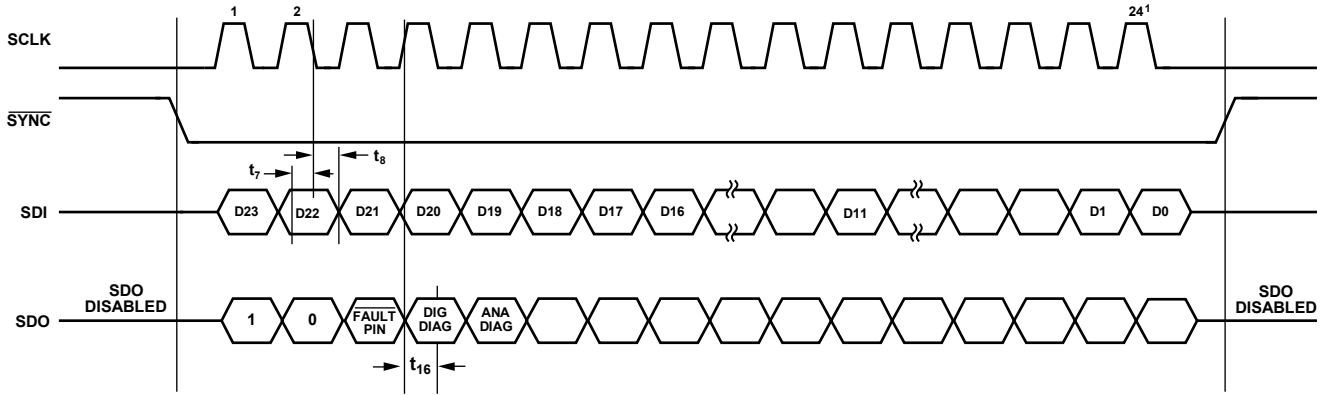 1 2 24¹
SCLK
SYNC
t₇ t₈
SDI D23 D22 D21 D20 D19 D18 D17 D16 D11 D1 D0
SDO DISABLED
SDO DISABLED
SDO 1 0 FAULT PIN DIG DIAG ANA DIAG
t₁₆